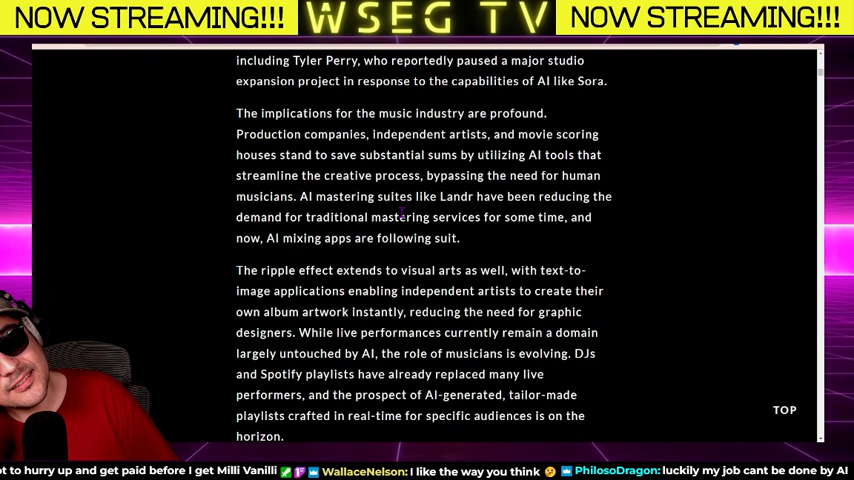 NOW STREAMING!!! WSEG TV NOW STREAMING!!!
including Tyler Perry, who reportedly paused a major studio
expansion project in response to the capabilities of AI like Sora.
The implications for the music industry are profound.
Production companies, independent artists, and movie scoring
houses stand to save substantial sums by utilizing AI tools that
streamline the creative process, bypassing the need for human
musicians. AI mastering suites like Landr have been reducing the
demand for traditional mastering services for some time, and
now, AI mixing apps are following suit.
The ripple effect extends to visual arts as well, with text-to-
image applications enabling independent artists to create their
own album artwork instantly, reducing the need for graphic
designers. While live performances currently remain a domain
largely untouched by AI, the role of musicians is evolving. DJs
and Spotify playlists have already replaced many live
performers, and the prospect of AI-generated, tailor-made
playlists crafted in real-time for specific audiences is on the
horizon.
TOP
ot to hurry up and get paid before I get Milli Vanilli WallaceNelson: I like the way you think 🤔 PhilosoDragon: luckily my job cant be done by AI